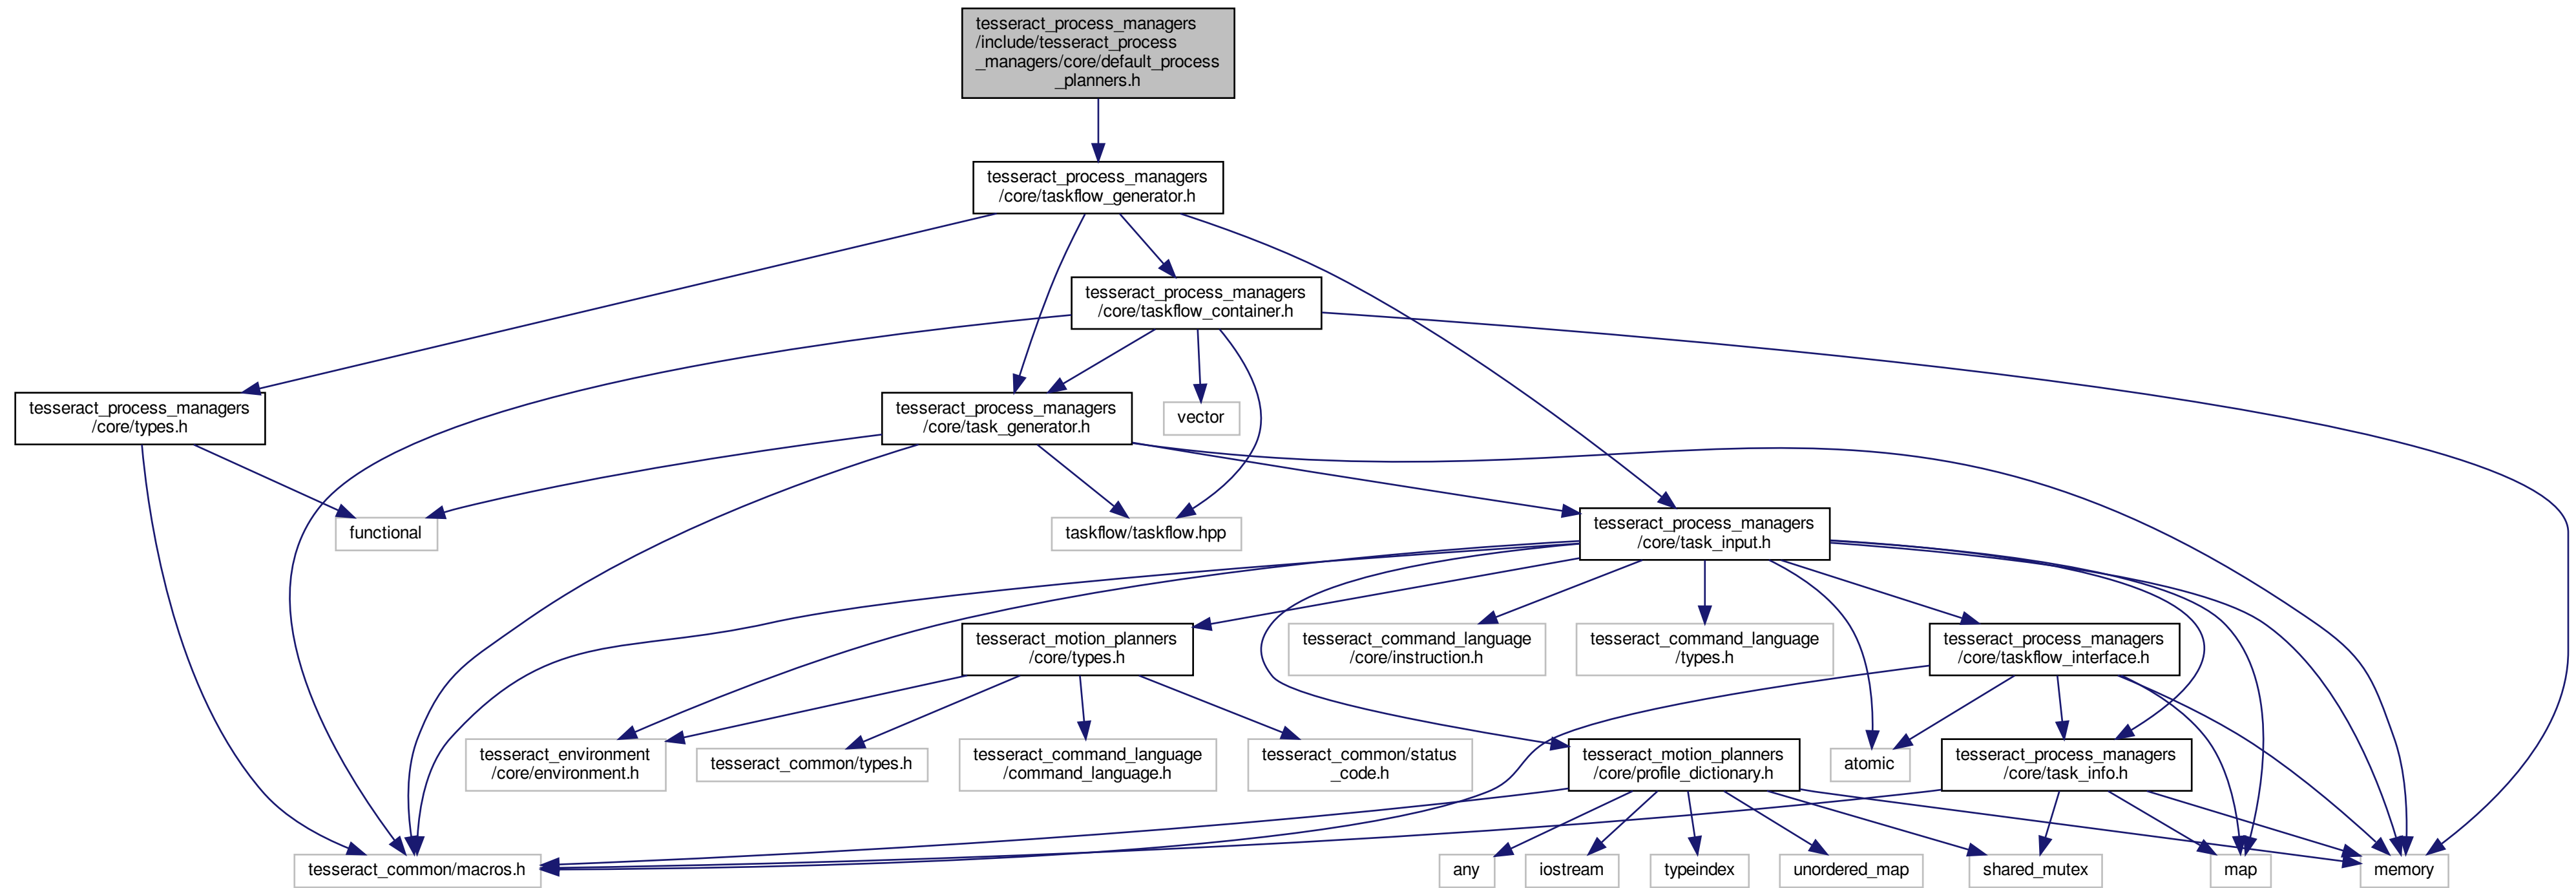 tesseract_process_managers
/include/tesseract_process
_managers/core/default_process
_planners.h
tesseract_process_managers
/core/taskflow_generator.h
tesseract_process_managers
/core/taskflow_container.h
tesseract_process_managers
/core/types.h
tesseract_process_managers
/core/task_generator.h
vector
functional
taskflow/taskflow.hpp
tesseract_process_managers
/core/task_input.h
tesseract_motion_planners
/core/types.h
tesseract_command_language
/core/instruction.h
tesseract_command_language
/types.h
tesseract_process_managers
/core/taskflow_interface.h
tesseract_environment
/core/environment.h
tesseract_common/types.h
tesseract_command_language
/command_language.h
tesseract_common/status
_code.h
tesseract_motion_planners
/core/profile_dictionary.h
atomic
tesseract_process_managers
/core/task_info.h
tesseract_common/macros.h
any
iostream
typeindex
unordered_map
shared_mutex
map
memory